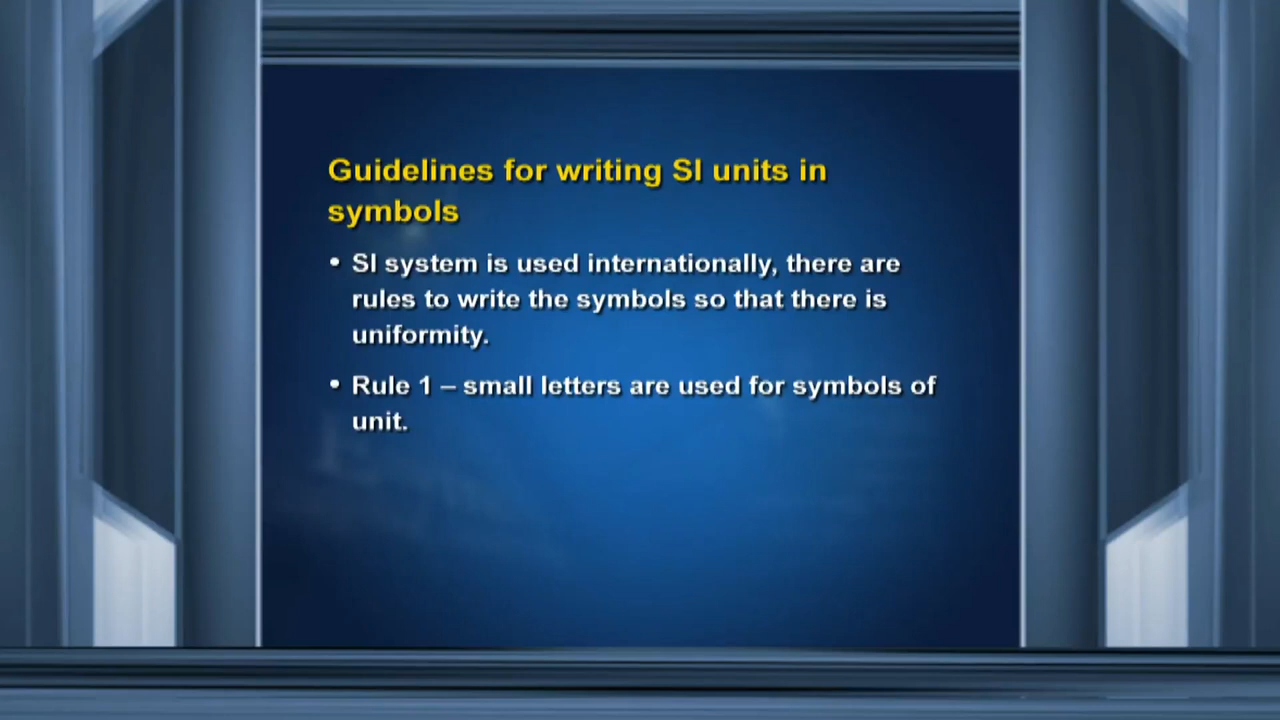 Guidelines for writing SI units in
symbols
• SI system is used internationally, there are
rules to write the symbols so that there is
uniformity.
• Rule 1 – small letters are used for symbols of
unit.